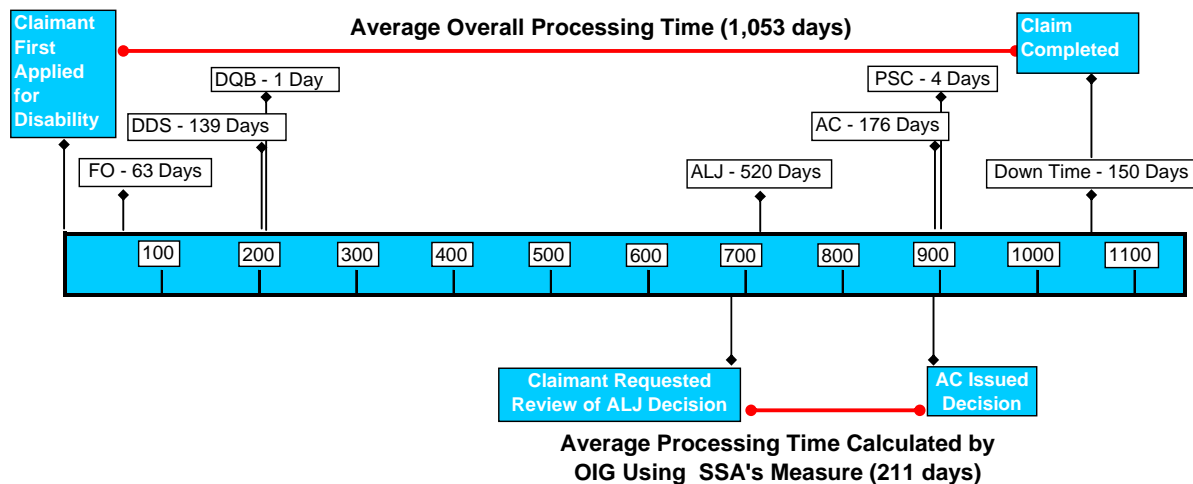 Claimant
First
Applied
for
Disability
Average Overall Processing Time (1,053 days)
Claim
Completed
DQB - 1 Day
PSC - 4 Days
DDS - 139 Days
AC - 176 Days
FO - 63 Days
ALJ - 520 Days
Down Time - 150 Days
100
200
300
400
500
600
700
800
900
1000
1100
Claimant Requested
Review of ALJ Decision
AC Issued
Decision
Average Processing Time Calculated by
OIG Using SSA's Measure (211 days)